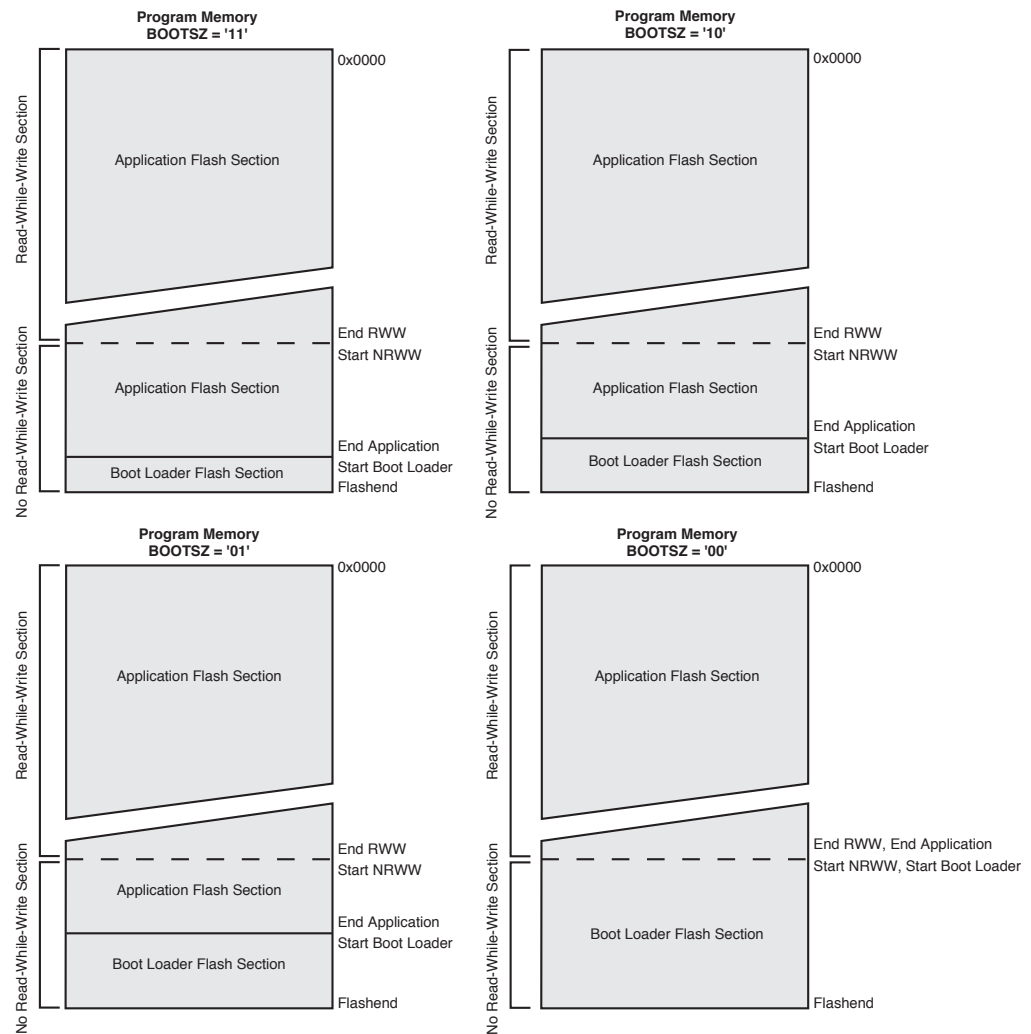 Program Memory
BOOTSZ = '11'
0x0000
Read-While-Write Section
Application Flash Section
End RWW
Start NRWW
No Read-While-Write Section
Application Flash Section
End Application
Start Boot Loader
Boot Loader Flash Section
Flashend
Program Memory
BOOTSZ = '10'
0x0000
Read-While-Write Section
Application Flash Section
End RWW
Start NRWW
No Read-While-Write Section
Application Flash Section
End Application
Start Boot Loader
Boot Loader Flash Section
Flashend
Program Memory
BOOTSZ = '01'
0x0000
Read-While-Write Section
Application Flash Section
End RWW
Start NRWW
No Read-While-Write Section
Application Flash Section
End Application
Start Boot Loader
Boot Loader Flash Section
Flashend
Program Memory
BOOTSZ = '00'
0x0000
Read-While-Write Section
Application Flash Section
End RWW, End Application
Start NRWW, Start Boot Loader
No Read-While-Write Section
Boot Loader Flash Section
Flashend